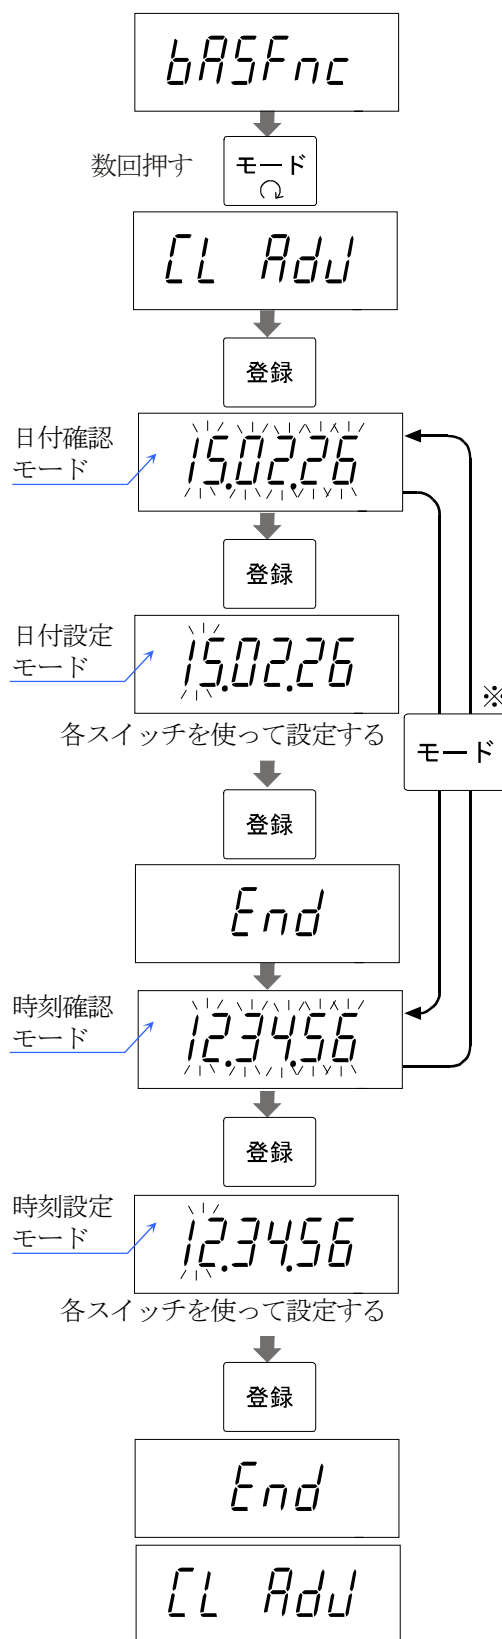 bASFnc
数回押す
モード
CL AdJ
登録
日付確認
モード
15.02.26
登録
日付設定
モード
15.02.26
各スイッチを使って設定する
※
モード
登録
End
時刻確認
モード
12.34.56
登録
時刻設定
モード
12.34.56
各スイッチを使って設定する
登録
End
CL AdJ